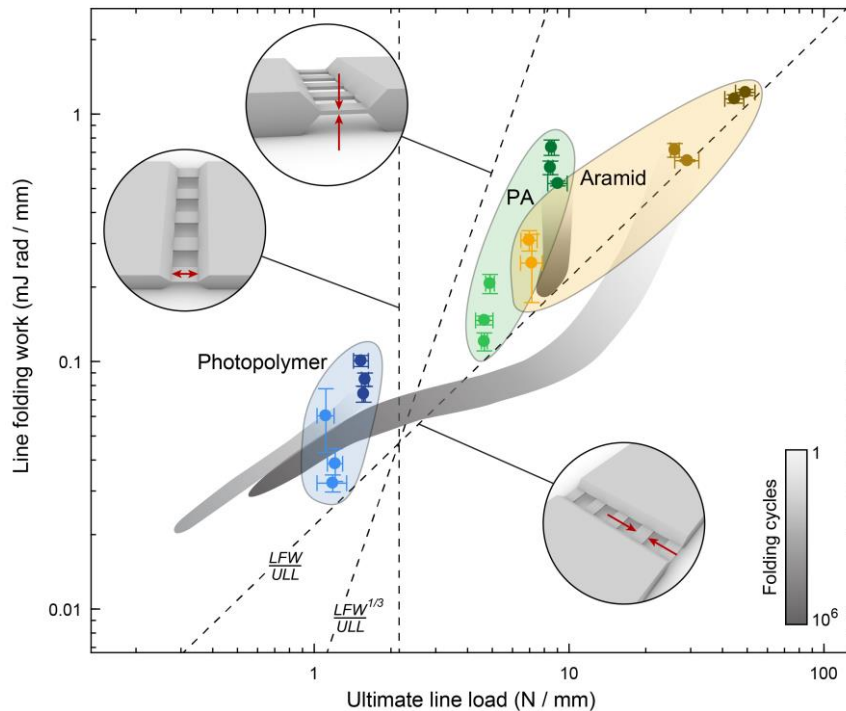 1
0.1
0.01
Line folding work (mJ rad / mm)
1
10
100
Ultimate line load (N / mm)
PA
Aramid
Photopolymer
LFW
ULL
LFW^1/3
ULL
Folding cycles
1
10^6